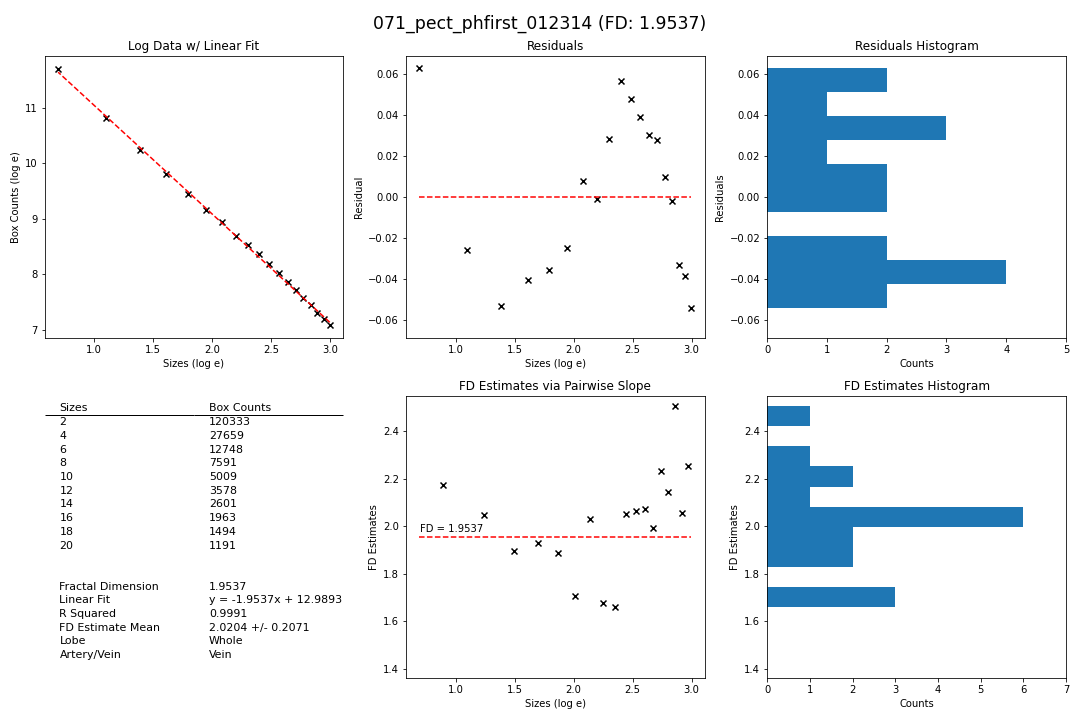 071_pect_phfirst_012314 (FD: 1.9537)
Log Data w/ Linear Fit
Box Counts (log e)
11
10
9
8
7
1.0 1.5 2.0 2.5 3.0
Sizes (log e)
Residuals
Residual
0.06
0.04
0.02
0.00
−0.02
−0.04
−0.06
1.0 1.5 2.0 2.5 3.0
Sizes (log e)
Residuals Histogram
Residuals
0.06
0.04
0.02
0.00
−0.02
−0.04
−0.06
0 1 2 3 4 5
Counts
Sizes Box Counts
2 120333
4 27659
6 12748
8 7591
10 5009
12 3578
14 2601
16 1963
18 1494
20 1191
Fractal Dimension 1.9537
Linear Fit y = -1.9537x + 12.9893
R Squared 0.9991
FD Estimate Mean 2.0204 +/- 0.2071
Lobe Whole
Artery/Vein Vein
FD Estimates via Pairwise Slope
FD Estimates
2.4
2.2
2.0
1.8
1.6
1.4
FD = 1.9537
1.0 1.5 2.0 2.5 3.0
Sizes (log e)
FD Estimates Histogram
FD Estimates
2.4
2.2
2.0
1.8
1.6
1.4
0 1 2 3 4 5 6 7
Counts